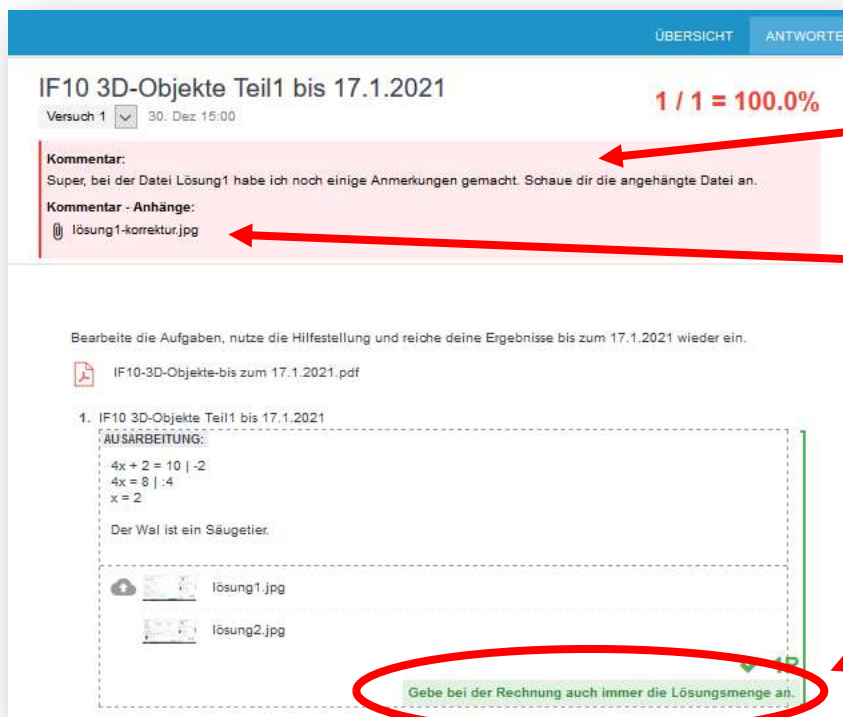 ÜBERSICHT ANTWORTE
IF10 3D-Objekte Teil1 bis 17.1.2021
1 / 1 = 100.0%
Versuch 1 30. Dez 15:00
Kommentar:
Super, bei der Datei Lösung1 habe ich noch einige Anmerkungen gemacht. Schaue dir die angehängte Datei an.
Kommentar - Anhänge:
lösung1-korrektur.jpg
Bearbeite die Aufgaben, nutze die Hilfestellung und reiche deine Ergebnisse bis zum 17.1.2021 wieder ein.
IF10-3D-Objekte-bis zum 17.1.2021.pdf
1. IF10 3D-Objekte Teil1 bis 17.1.2021
AUSARBEITUNG:
4x + 2 = 10 | -2
4x = 8 | :4
x = 2
Der Wal ist ein Säugetier.
lösung1.jpg
lösung2.jpg
Gebe bei der Rechnung auch immer die Lösungsmenge an.